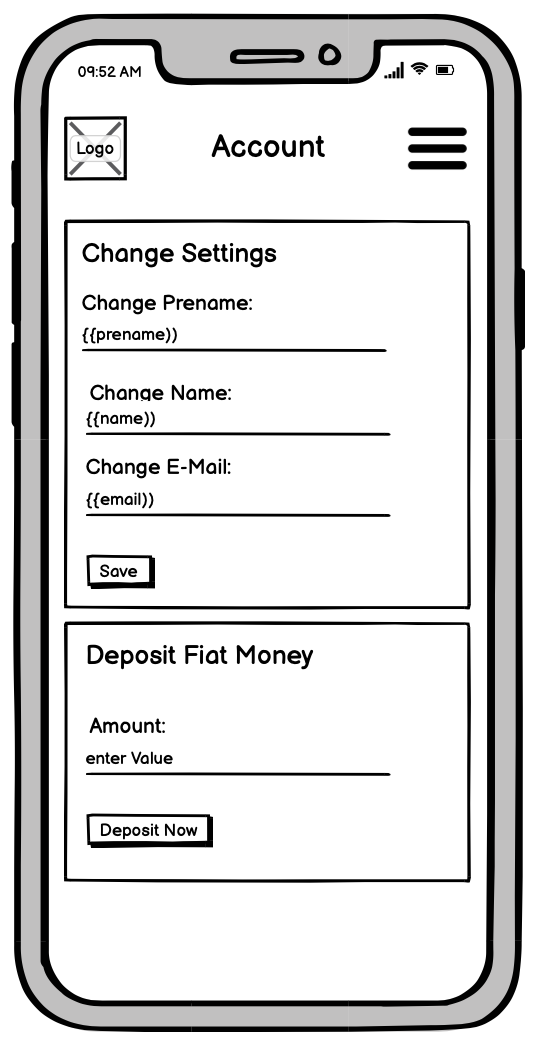 09:52 AM
Logo
Account
Change Settings
Change Prename:
{{prename))
Change Name:
{{name))
Change E-Mail:
{{email))
Save
Deposit Fiat Money
Amount:
enter Value
Deposit Now